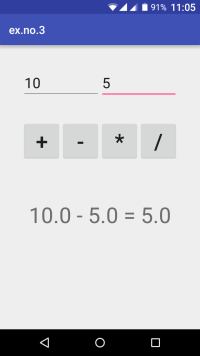 91% 11:05
ex.no.3
10 5
+ - * /
10.0 - 5.0 = 5.0